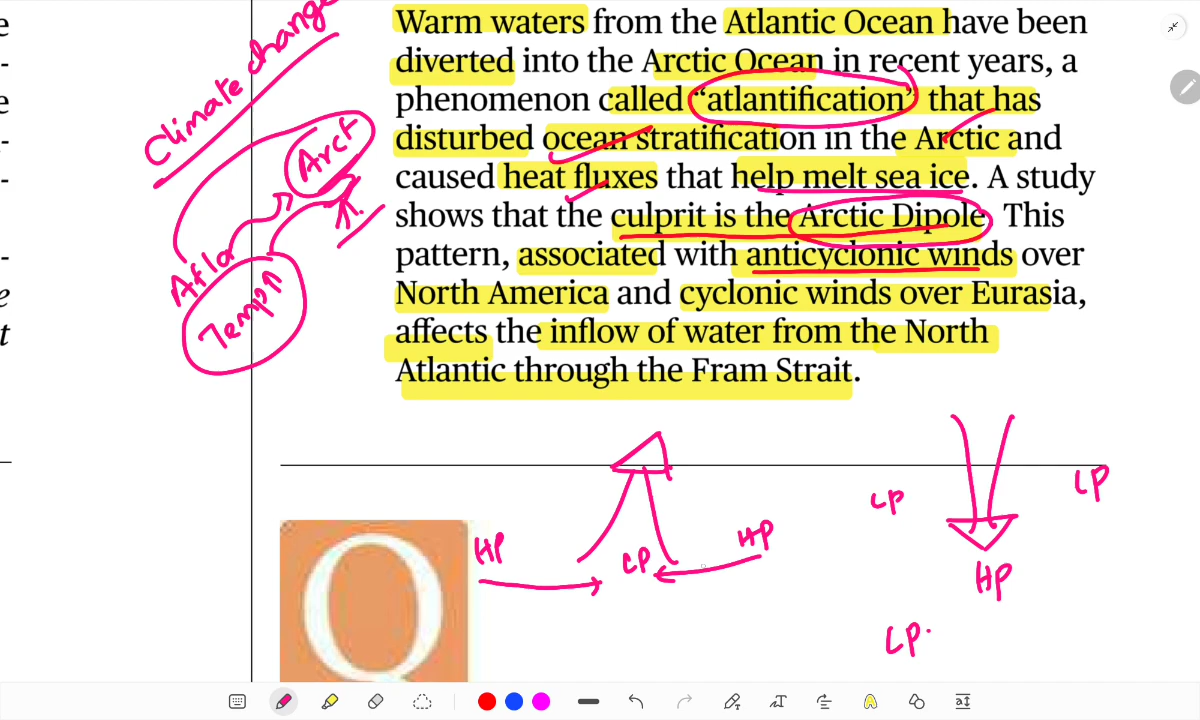 Warm waters from the Atlantic Ocean have been
diverted into the Arctic Ocean in recent years, a
phenomenon called “atlantification” that has
disturbed ocean stratification in the Arctic and
caused heat fluxes that help melt sea ice. A study
shows that the culprit is the Arctic Dipole. This
pattern, associated with anticyclonic winds over
North America and cyclonic winds over Eurasia,
affects the inflow of water from the North
Atlantic through the Fram Strait.
Climate change
Arct
Atla
Temp↑
HP
LP
HP
LP
LP
HP
LP.
Q
e
-
e
-
-
-
e
t